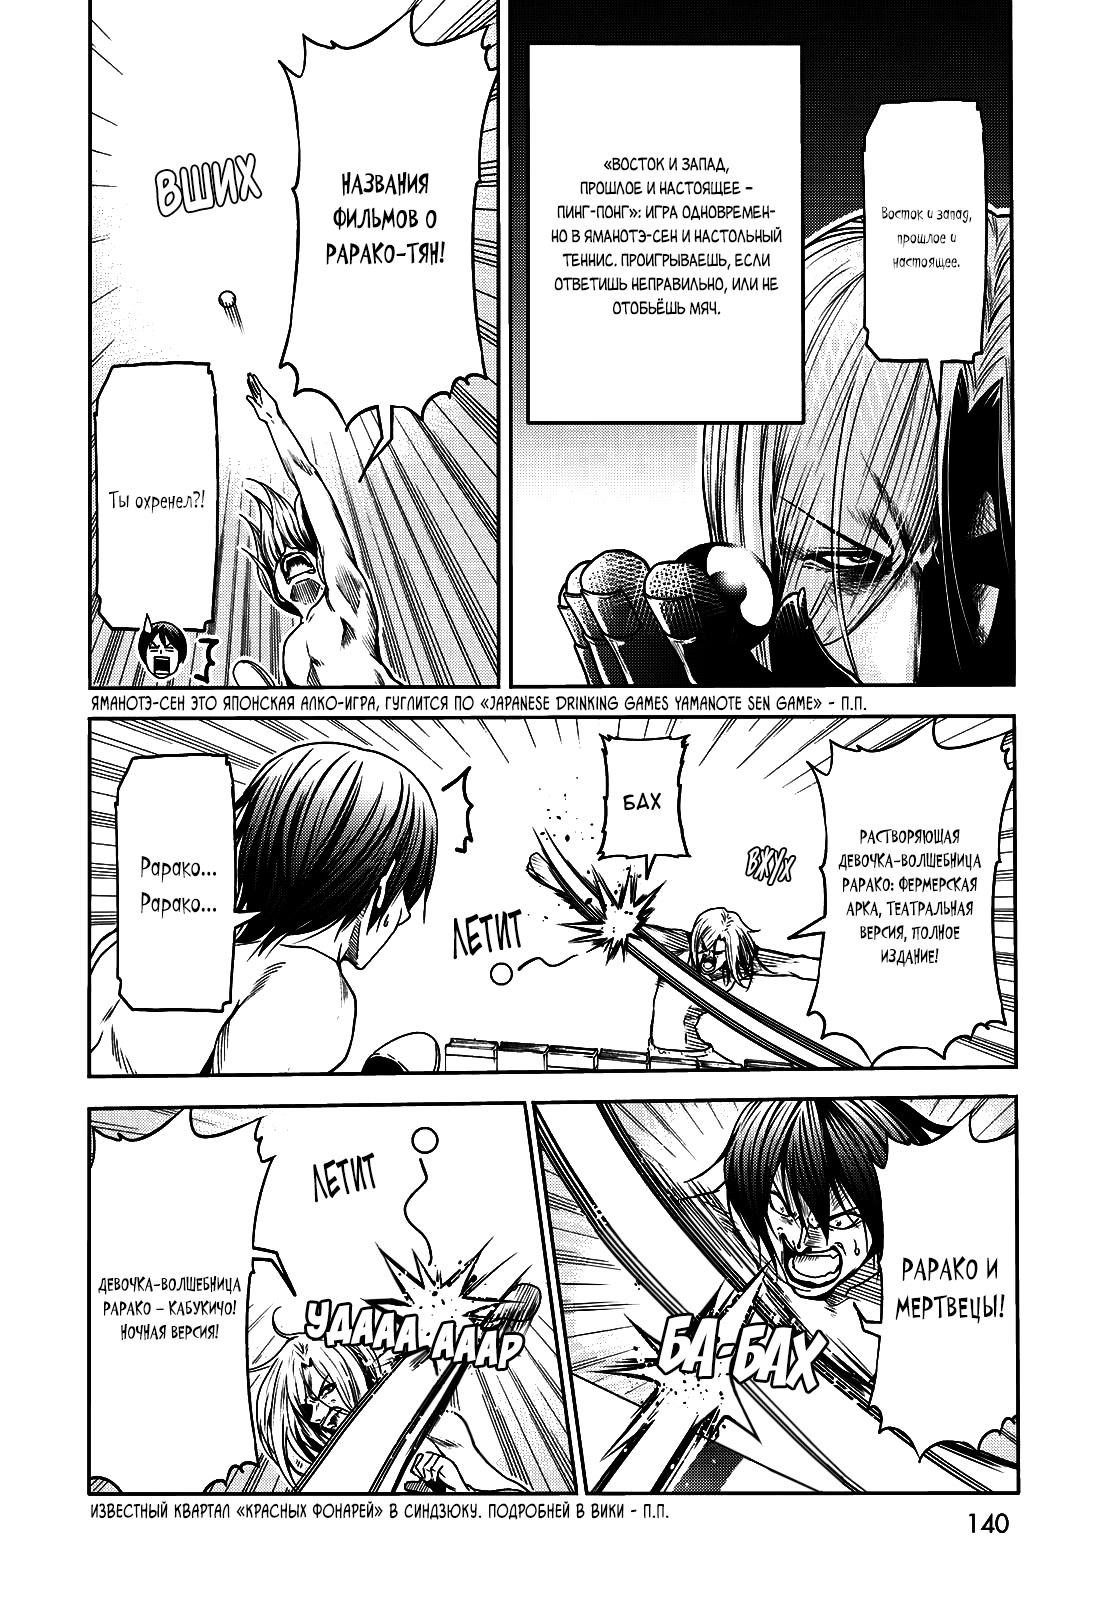 Восток и запад,
прошлое и
настоящее.
«ВОСТОК И ЗАПАД,
ПРОШЛОЕ И НАСТОЯЩЕЕ –
ПИНГ-ПОНГ»: ИГРА ОДНОВРЕМЕН-
НО В ЯМАНОТЭ-СЕН И НАСТОЛЬНЫЙ
ТЕННИС. ПРОИГРЫВАЕШЬ, ЕСЛИ
ОТВЕТИШЬ НЕПРАВИЛЬНО, ИЛИ НЕ
ОТОБЬЁШЬ МЯЧ.
НАЗВАНИЯ
ФИЛЬМОВ О
РАРАКО-ТЯН!
ВШИХ
Ты охренел?!
ЯМАНОТЭ-СЕН ЭТО ЯПОНСКАЯ АЛКО-ИГРА, ГУГЛИТСЯ ПО «JAPANESE DRINKING GAMES YAMANOTE SEN GAME» - П.П.
РАСТВОРЯЮЩАЯ
ДЕВОЧКА-ВОЛШЕБНИЦА
РАРАКО: ФЕРМЕРСКАЯ
АРКА, ТЕАТРАЛЬНАЯ
ВЕРСИЯ, ПОЛНОЕ
ИЗДАНИЕ!
ВЖУХ
БАХ
ЛЕТИТ
Рарако...
Рарако...
РАРАКО И
МЕРТВЕЦЫ!
БА-БАХ
ЛЕТИТ
УДААА-АААР
ДЕВОЧКА-ВОЛШЕБНИЦА
РАРАКО – КАБУКИЧО!
НОЧНАЯ ВЕРСИЯ!
ИЗВЕСТНЫЙ КВАРТАЛ «КРАСНЫХ ФОНАРЕЙ» В СИНДЗЮКУ. ПОДРОБНЕЙ В ВИКИ - П.П.
140